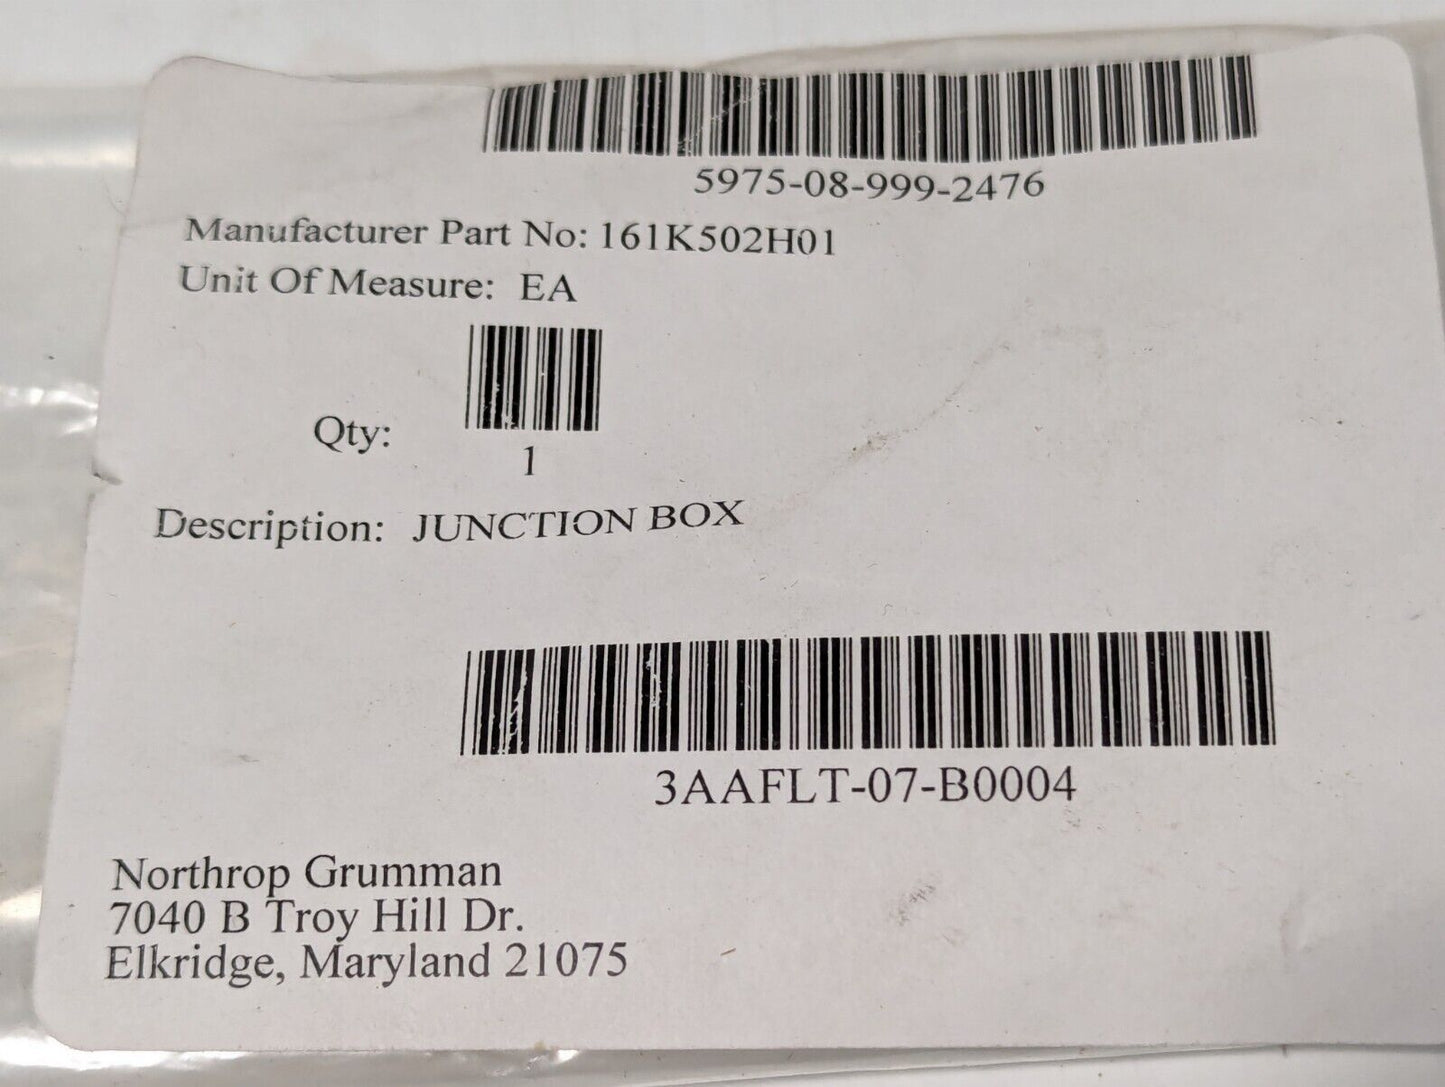 5975-08-999-2476
Manufacturer Part No: 161K502H01
Unit Of Measure: EA
Qty:
1
Description: JUNCTION BOX
3AAFLT-07-B0004
Northrop Grumman
7040 B Troy Hill Dr.
Elkridge, Maryland 21075